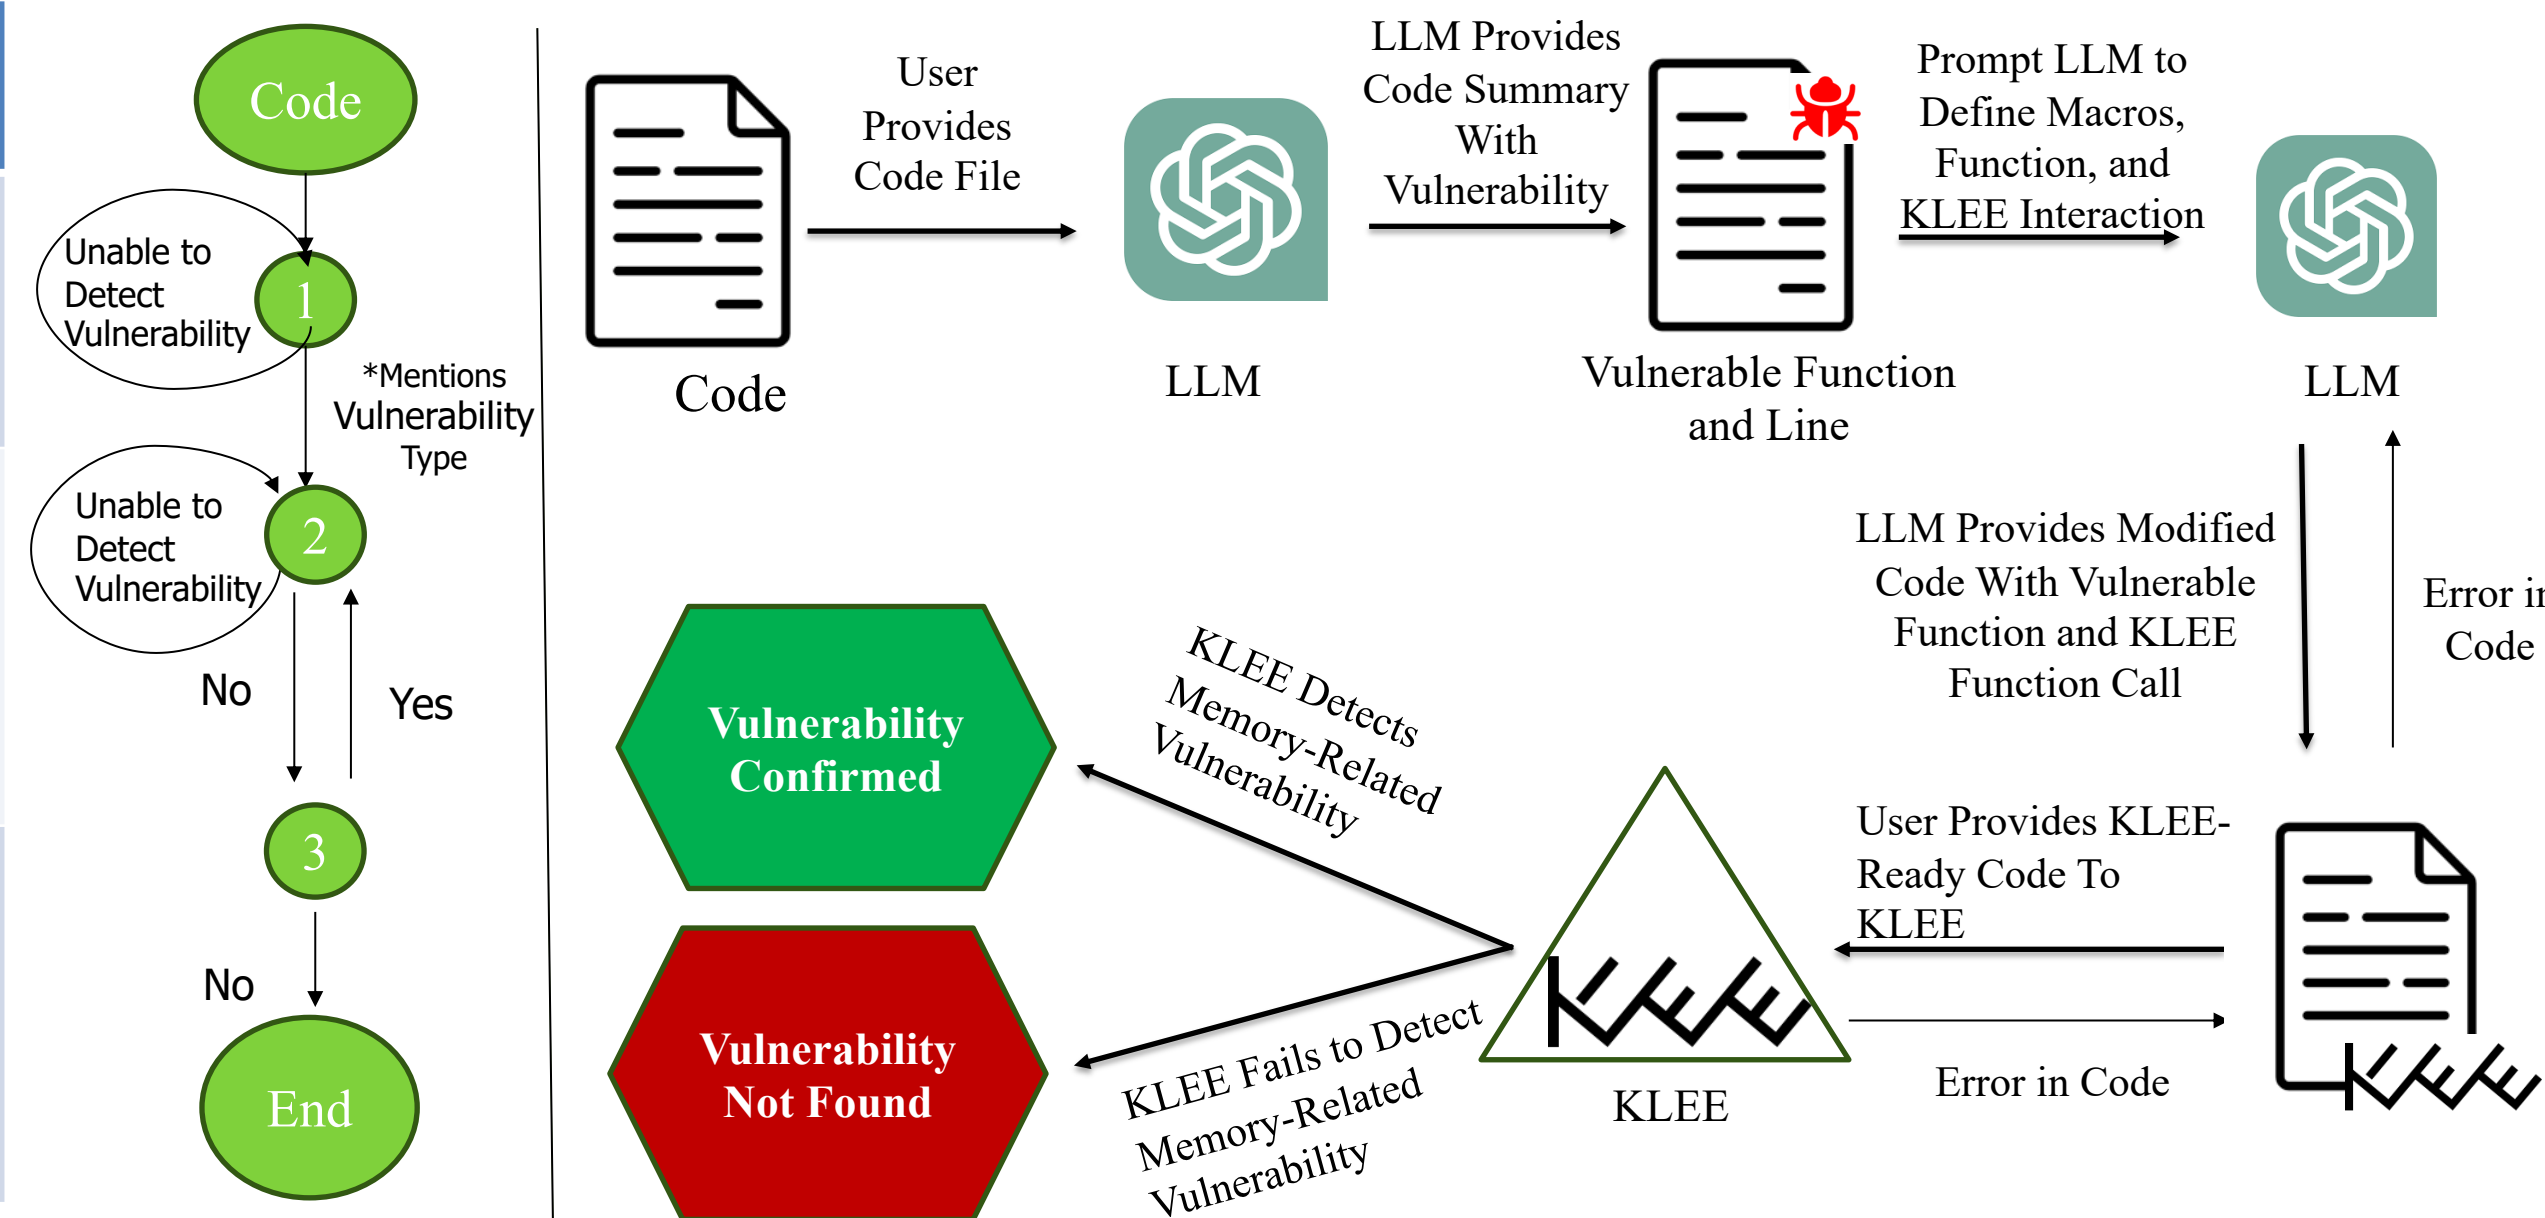 Code
Unable to
Detect
Vulnerability
1
*Mentions
Vulnerability
Type
Unable to
Detect
Vulnerability
2
No
Yes
3
No
End
Code
User
Provides
Code File
LLM
LLM Provides
Code Summary
With
Vulnerability
Vulnerable Function
and Line
Prompt LLM to
Define Macros,
Function, and
KLEE Interaction
LLM
LLM Provides Modified
Code With Vulnerable
Function and KLEE
Function Call
Error in
Code
User Provides KLEE-
Ready Code To
KLEE
KLEE
Error in Code
KLEE
KLEE
KLEE Detects
Memory-Related
Vulnerability
Vulnerability
Confirmed
KLEE Fails to Detect
Memory-Related
Vulnerability
Vulnerability
Not Found